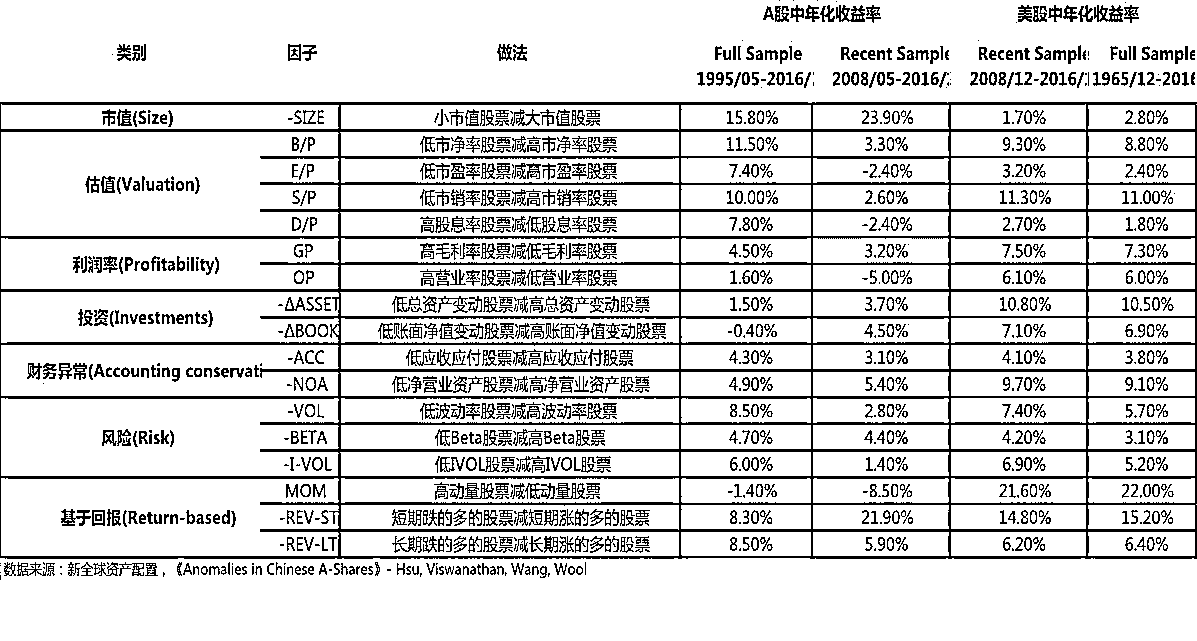 A股中年化收益率 美股中年化收益率
类别 因子 做法 Full Sample Recent Sample Recent Sample Full Sample
1995/05-2016/ 2008/05-2016/ 2008/12-2016/ 1965/12-2016
市值(Size) -SIZE 小市值股票减大市值股票 15.80% 23.90% 1.70% 2.80%
估值(Valuation) B/P 低市净率股票减高市净率股票 11.50% 3.30% 9.30% 8.80%
E/P 低市盈率股票减高市盈率股票 7.40% -2.40% 3.20% 2.40%
S/P 低市销率股票减高市销率股票 10.00% 2.60% 11.30% 11.00%
D/P 高股息率股票减低股息率股票 7.80% -2.40% 2.70% 1.80%
利润率(Profitability) GP 高毛利率股票减低毛利率股票 4.50% 3.20% 7.50% 7.30%
OP 高营业率股票减低营业率股票 1.60% -5.00% 6.10% 6.00%
投资(Investments) -ΔASSET 低总资产变动股票减高总资产变动股票 1.50% 3.70% 10.80% 10.50%
-ΔBOOK 低账面净值变动股票减高账面净值变动股票 -0.40% 4.50% 7.10% 6.90%
财务异常(Accounting conservati -ACC 低应收应付股票减高应收应付股票 4.30% 3.10% 4.10% 3.80%
-NOA 低净营业资产股票减高净营业资产股票 4.90% 5.40% 9.70% 9.10%
风险(Risk) -VOL 低波动率股票减高波动率股票 8.50% 2.80% 7.40% 5.70%
-BETA 低Beta股票减高Beta股票 4.70% 4.40% 4.20% 3.10%
-I-VOL 低IVOL股票减高IVOL股票 6.00% 1.40% 6.90% 5.20%
基于回报(Return-based) MOM 高动量股票减低动量股票 -1.40% -8.50% 21.60% 22.00%
-REV-ST 短期跌的多的股票减短期涨的多的股票 8.30% 21.90% 14.80% 15.20%
-REV-LT 长期跌的多的股票减长期涨的多的股票 8.50% 5.90% 6.20% 6.40%
数据来源：新全球资产配置，《Anomalies in Chinese A-Shares》- Hsu, Viswanathan, Wang, Wool